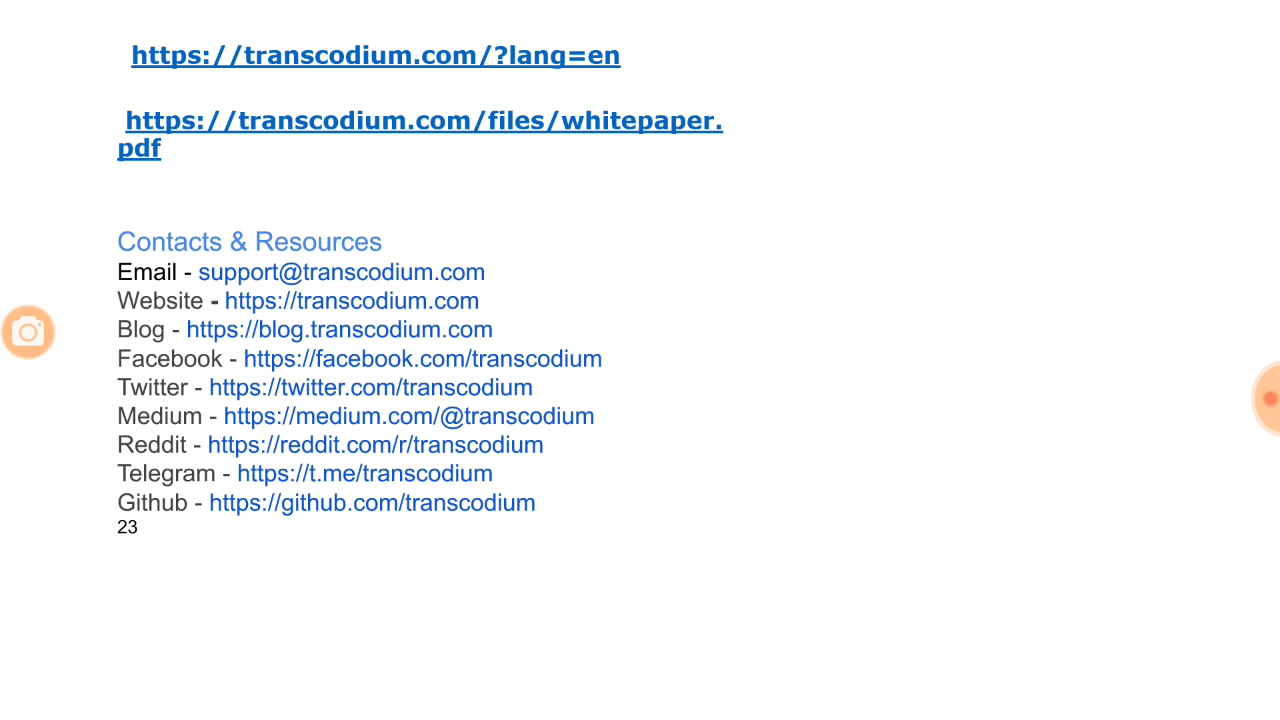 https://transcodium.com/?lang=en
https://transcodium.com/files/whitepaper.
pdf
Contacts & Resources
Email - support@transcodium.com
Website - https://transcodium.com
Blog - https://blog.transcodium.com
Facebook - https://facebook.com/transcodium
Twitter - https://twitter.com/transcodium
Medium - https://medium.com/@transcodium
Reddit - https://reddit.com/r/transcodium
Telegram - https://t.me/transcodium
Github - https://github.com/transcodium
23